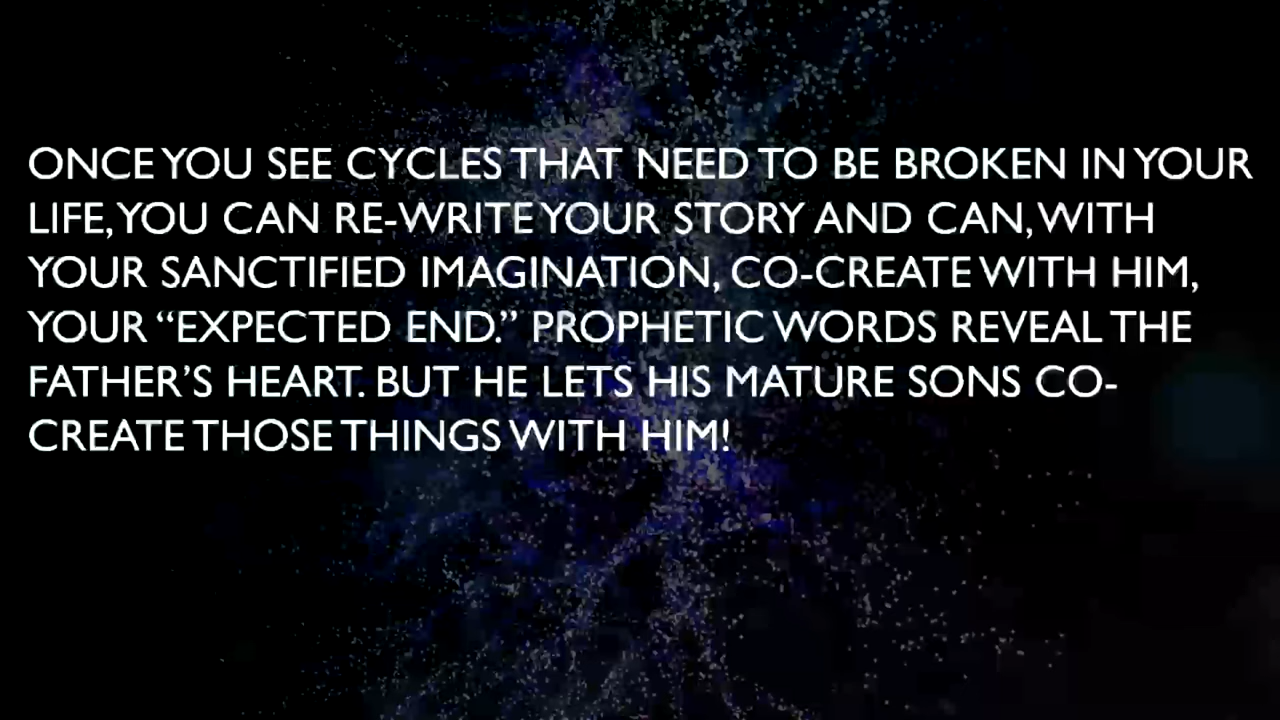 ONCE YOU SEE CYCLES THAT NEED TO BE BROKEN IN YOUR
LIFE, YOU CAN RE-WRITE YOUR STORY AND CAN, WITH
YOUR SANCTIFIED IMAGINATION, CO-CREATE WITH HIM,
YOUR “EXPECTED END.” PROPHETIC WORDS REVEAL THE
FATHER’S HEART. BUT HE LETS HIS MATURE SONS CO-
CREATE THOSE THINGS WITH HIM!